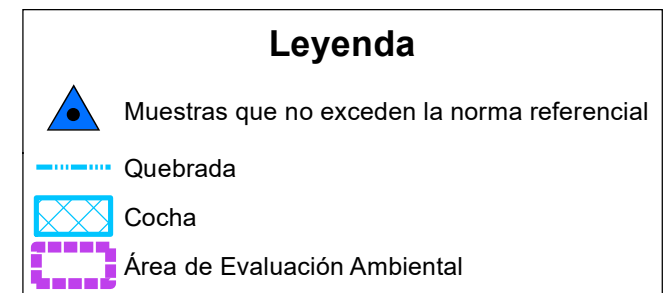 Leyenda
Muestras que no exceden la norma referencial
Quebrada
Cocha
Área de Evaluación Ambiental